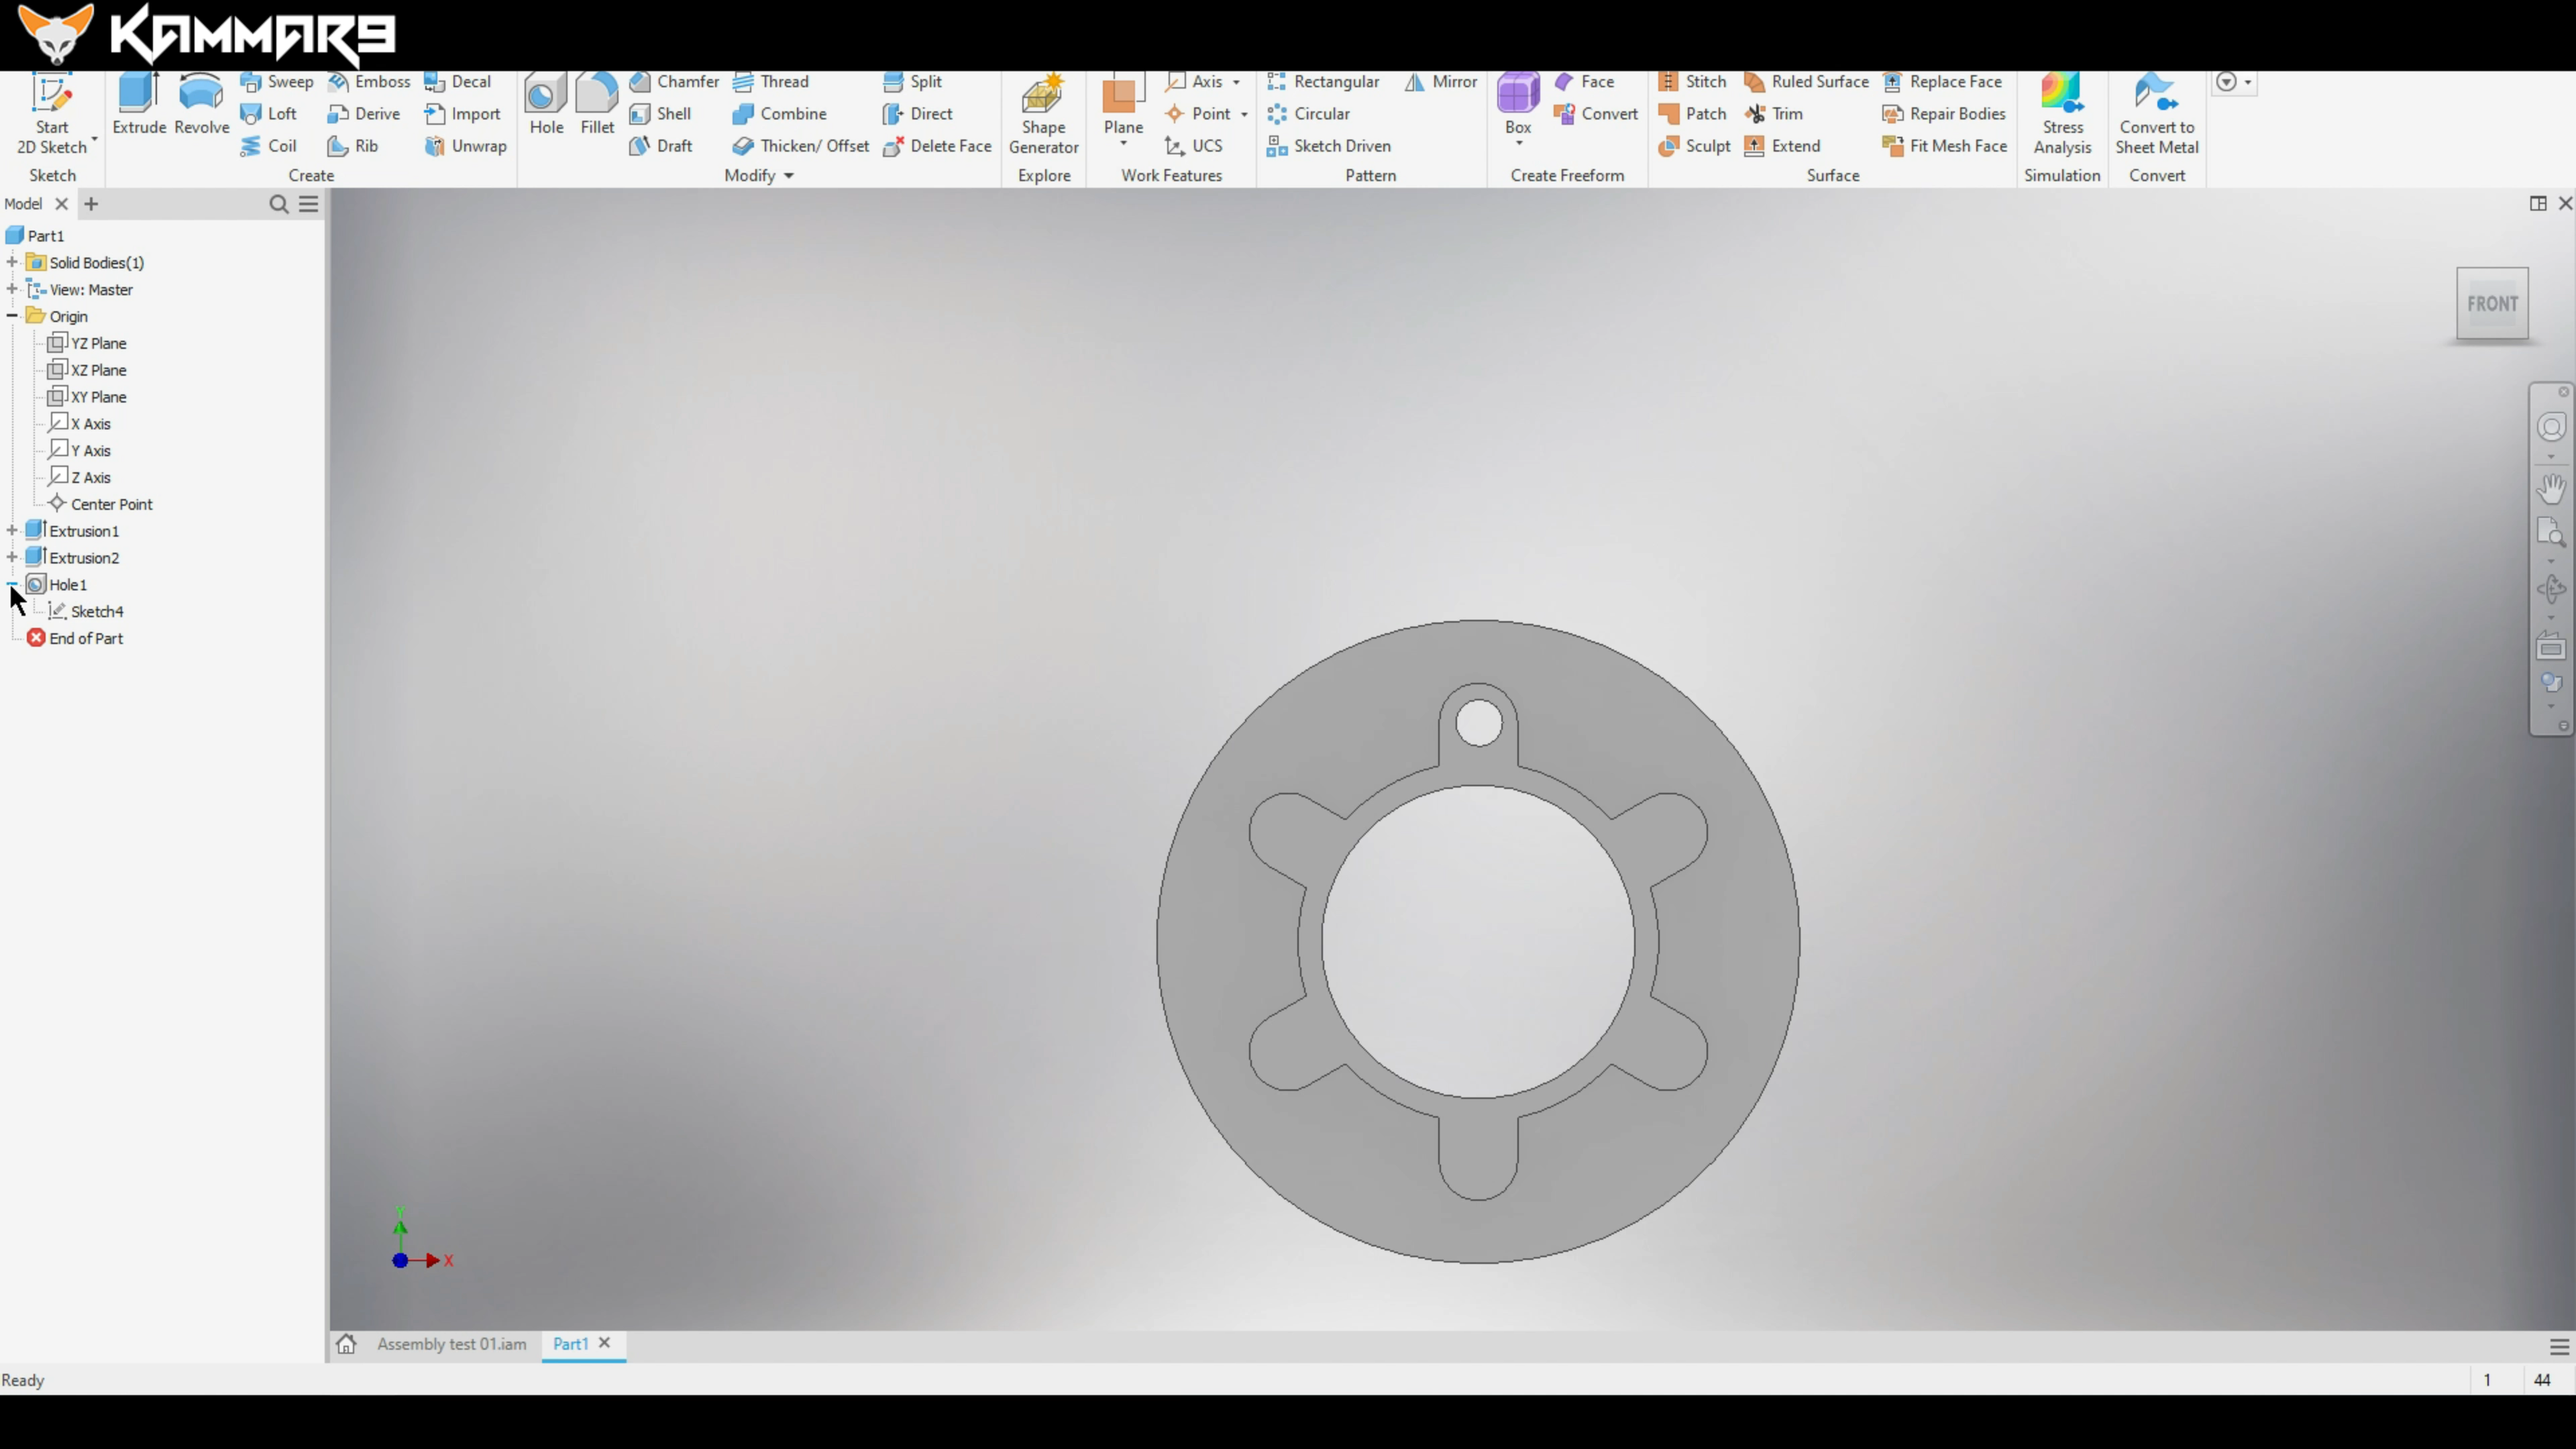 KAMMAR9
Sweep Emboss Decal Chamfer Thread Split Axis Rectangular Mirror Face Stitch Ruled Surface Replace Face
Start 2D Sketch Extrude Revolve Loft Derive Import Hole Fillet Shell Combine Direct Shape Generator Plane Point Circular Box Convert Patch Trim Repair Bodies Stress Analysis Convert to Sheet Metal
Coil Rib Unwrap Draft Thicken/ Offset Delete Face UCS Sketch Driven Sculpt Extend Fit Mesh Face
Sketch Create Modify Explore Work Features Pattern Create Freeform Surface Simulation Convert
Model
Part1
Solid Bodies(1)
View: Master
Origin
YZ Plane
XZ Plane
XY Plane
X Axis
Y Axis
Z Axis
Center Point
Extrusion1
Extrusion2
Hole1
Sketch4
End of Part
FRONT
Y
X
Assembly test 01.iam Part1
Ready 1 44